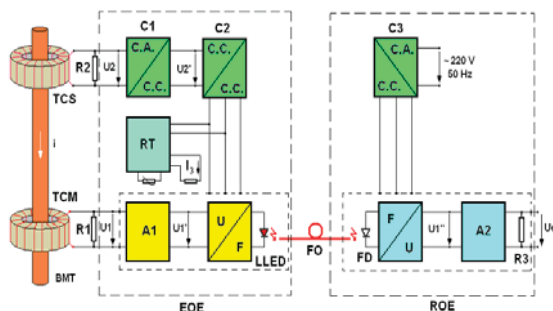 C1
C2
C3
C.A.
C.C.
C.C.
C.C.
C.A.
C.C.
R2
U2
U2'
~220 V
50 Hz
TCS
i
RT
I3
TCM
R1
U1
A1
U1'
U
F
LLED
FO
FD
F
U
U1"
A2
R3
BMT
EOE
ROE